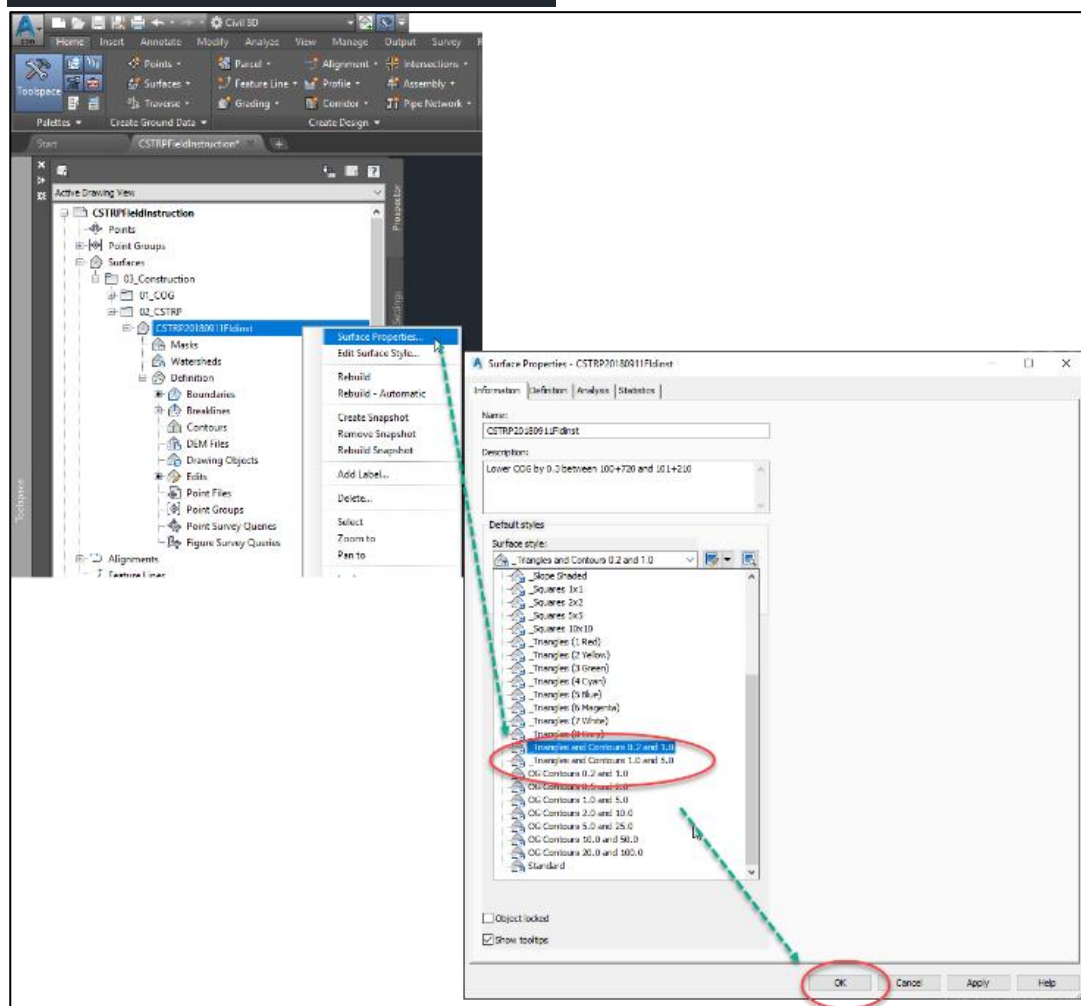 Civil 3D
Home Insert Annotate Modify Analyze View Manage Output Survey
Points Parcel Alignment Intersections
Toolspace Surfaces Feature Line Profile Assembly
Traverse Grading Corridor Pipe Network
Palettes Create Ground Data Create Design
Start CSTRPFieldInstruction*
Active Drawing View
Prospector
CSTRPFieldInstruction
Points
Point Groups
Surfaces
03_Construction
01_COG
02_CSTRP
Settings
CSTRP20180911FldInst
Masks
Watersheds
Definition
Boundaries
Breaklines
Contours
DEM Files
Drawing Objects
Edits
Point Files
Point Groups
Point Survey Queries
Figure Survey Queries
Alignments
Feature Lines
Toolspace
Surface Properties...
Edit Surface Style...
Rebuild
Rebuild - Automatic
Create Snapshot
Remove Snapshot
Rebuild Snapshot
Add Label...
Delete...
Select
Zoom to
Pan to
Surface Properties - CSTRP20180911FldInst
Information Definition Analysis Statistics
Name:
CSTRP20180911FldInst
Description:
Lower COG by 0.3 between 100+720 and 101+210
Default styles
Surface style:
_Triangles and Contours 0.2 and 1.0
_Slope Shaded
_Squares 1x1
_Squares 2x2
_Squares 5x5
_Squares 10x10
_Triangles (1 Red)
_Triangles (2 Yellow)
_Triangles (3 Green)
_Triangles (4 Cyan)
_Triangles (5 Blue)
_Triangles (6 Magenta)
_Triangles (7 White)
_Triangles (8 Grey)
_Triangles and Contours 0.2 and 1.0
_Triangles and Contours 1.0 and 5.0
OG Contours 0.2 and 1.0
OG Contours 0.5 and
OG Contours 1.0 and 5.0
OG Contours 2.0 and 10.0
OG Contours 5.0 and 25.0
OG Contours 10.0 and 50.0
OG Contours 20.0 and 100.0
Standard
Object locked
Show tooltips
OK Cancel Apply Help